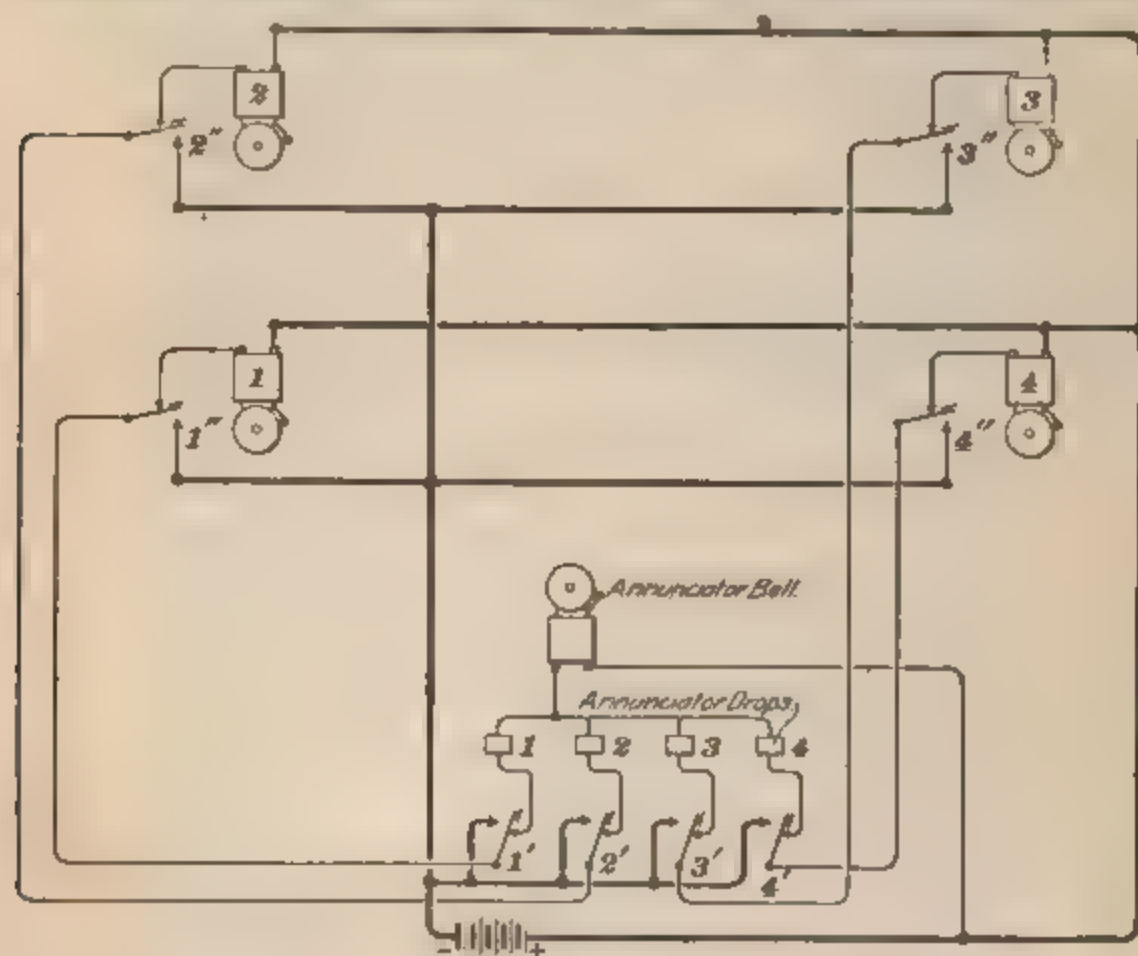 a
2
3
2″
3″
1
4
1″
4″
Annunciator Bell.
Annunciator Drops
1 2 3 4
1′ 2′ 3′ 4′
- +